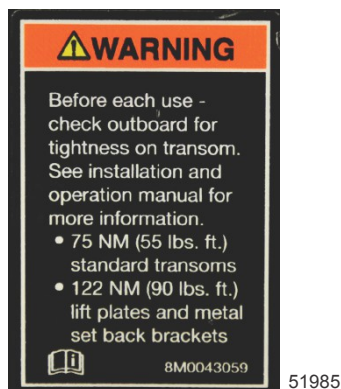 ⚠WARNING
Before each use -
check outboard for
tightness on transom.
See installation and
operation manual for
more information.
• 75 NM (55 lbs. ft.)
standard transoms
• 122 NM (90 lbs. ft.)
lift plates and metal
set back brackets
8M0043059
51985